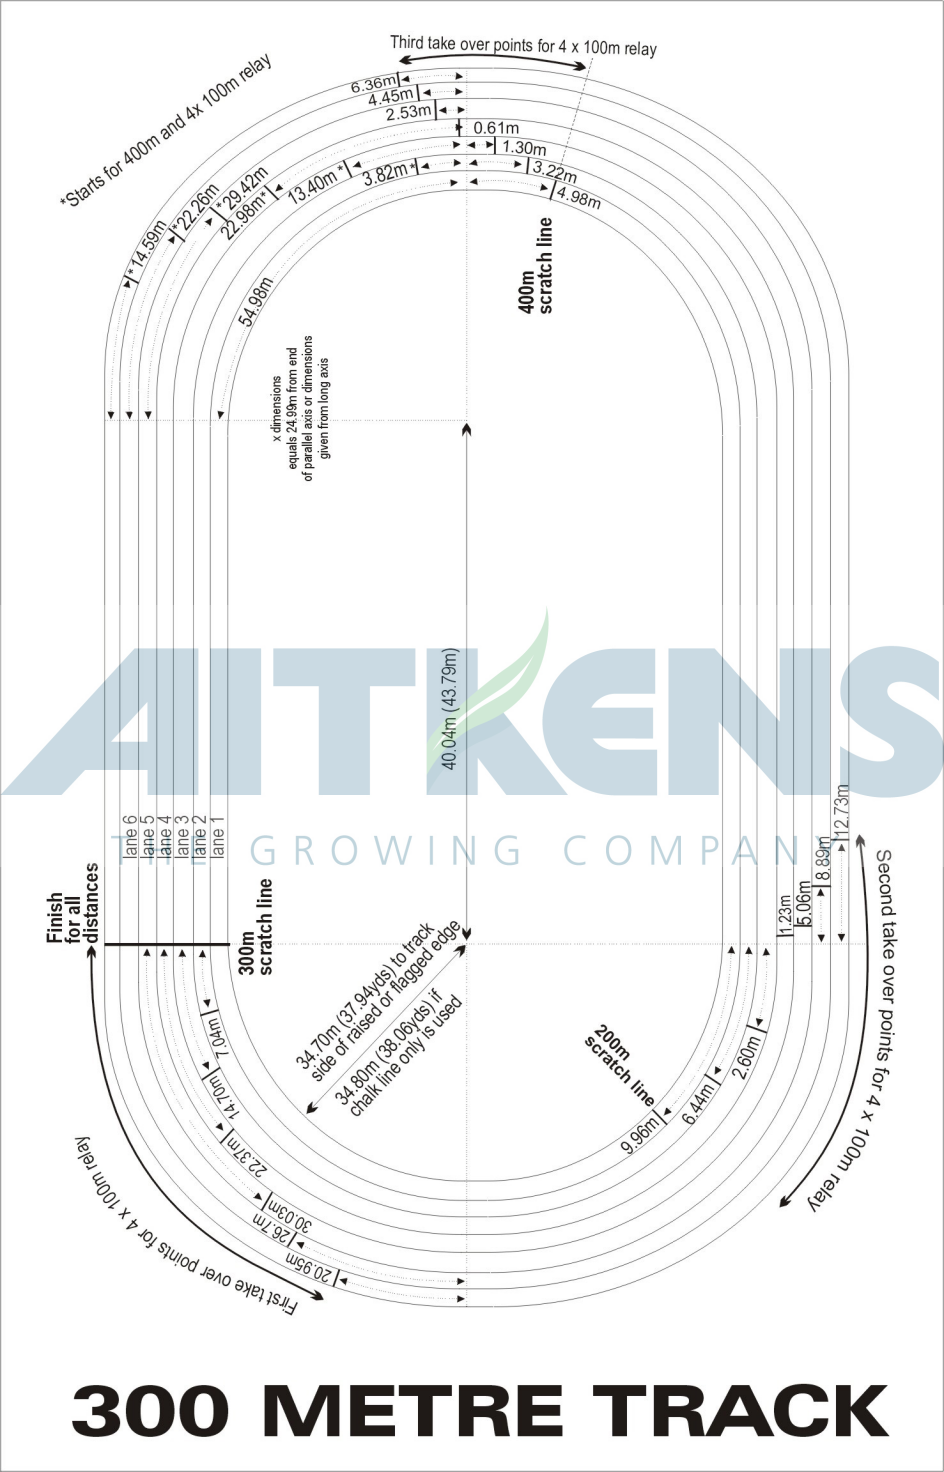 Third take over points for 4 x 100m relay
*Starts for 400m and 4x 100m relay
6.36m
4.45m
2.53m
0.61m
1.30m
3.22m
4.98m
3.82m*
13.40m*
22.98m*
*29.42m
*22.26m
*14.59m
54.98m
400m
scratch line
x dimensions
equals 24.99m from end
of parallel axis or dimensions
given from long axis
40.04m (43.79m)
AITKENS
THE GROWING COMPANY
lane 6
lane 5
lane 4
lane 3
lane 2
lane 1
Finish
for all
distances
300m
scratch line
12.73m
8.89m
5.06m
1.23m
Second take over points for 4 x 100m relay
34.70m (37.94yds) to track
side of raised or flagged edge
34.80m (38.06yds) if
chalk line only is used
200m
scratch line
2.60m
6.44m
9.96m
7.04m
14.70m
22.37m
30.03m
26.7m
20.95m
First take over points for 4 x 100m relay
300 METRE TRACK